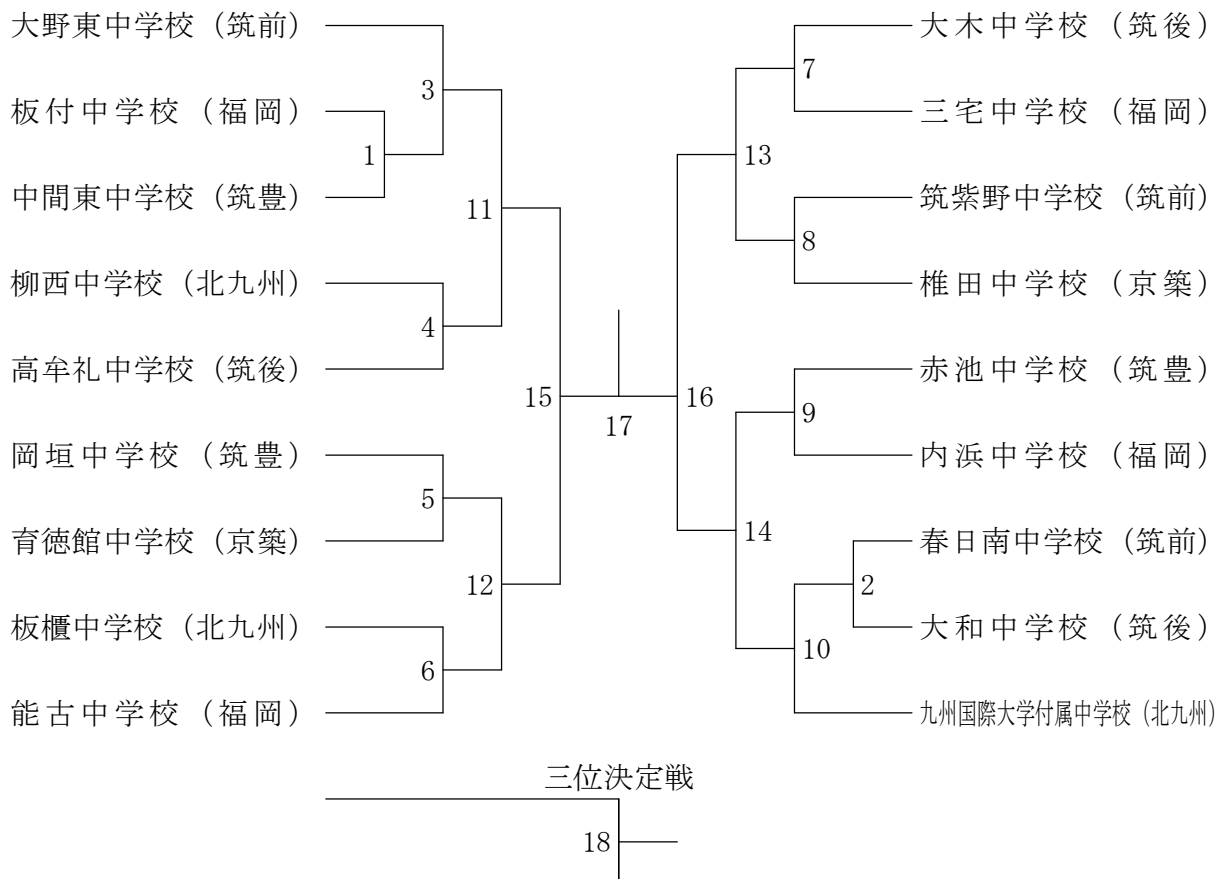 大野東中学校（筑前）
板付中学校（福岡）
中間東中学校（筑豊）
柳西中学校（北九州）
高牟礼中学校（筑後）
岡垣中学校（筑豊）
育徳館中学校（京築）
板櫃中学校（北九州）
能古中学校（福岡）
3
1
11
4
15
5
12
6
17
大木中学校（筑後）
三宅中学校（福岡）
筑紫野中学校（筑前）
椎田中学校（京築）
赤池中学校（筑豊）
内浜中学校（福岡）
春日南中学校（筑前）
大和中学校（筑後）
九州国際大学付属中学校（北九州）
7
13
8
16
9
14
2
10
三位決定戦
18